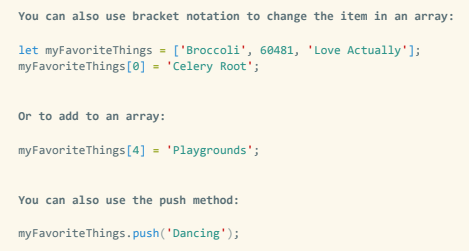 You can also use bracket notation to change the item in an array:
let myFavoriteThings = ['Broccoli', 60481, 'Love Actually'];
myFavoriteThings[0] = 'Celery Root';
Or to add to an array:
myFavoriteThings[4] = 'Playgrounds';
You can also use the push method:
myFavoriteThings.push('Dancing');